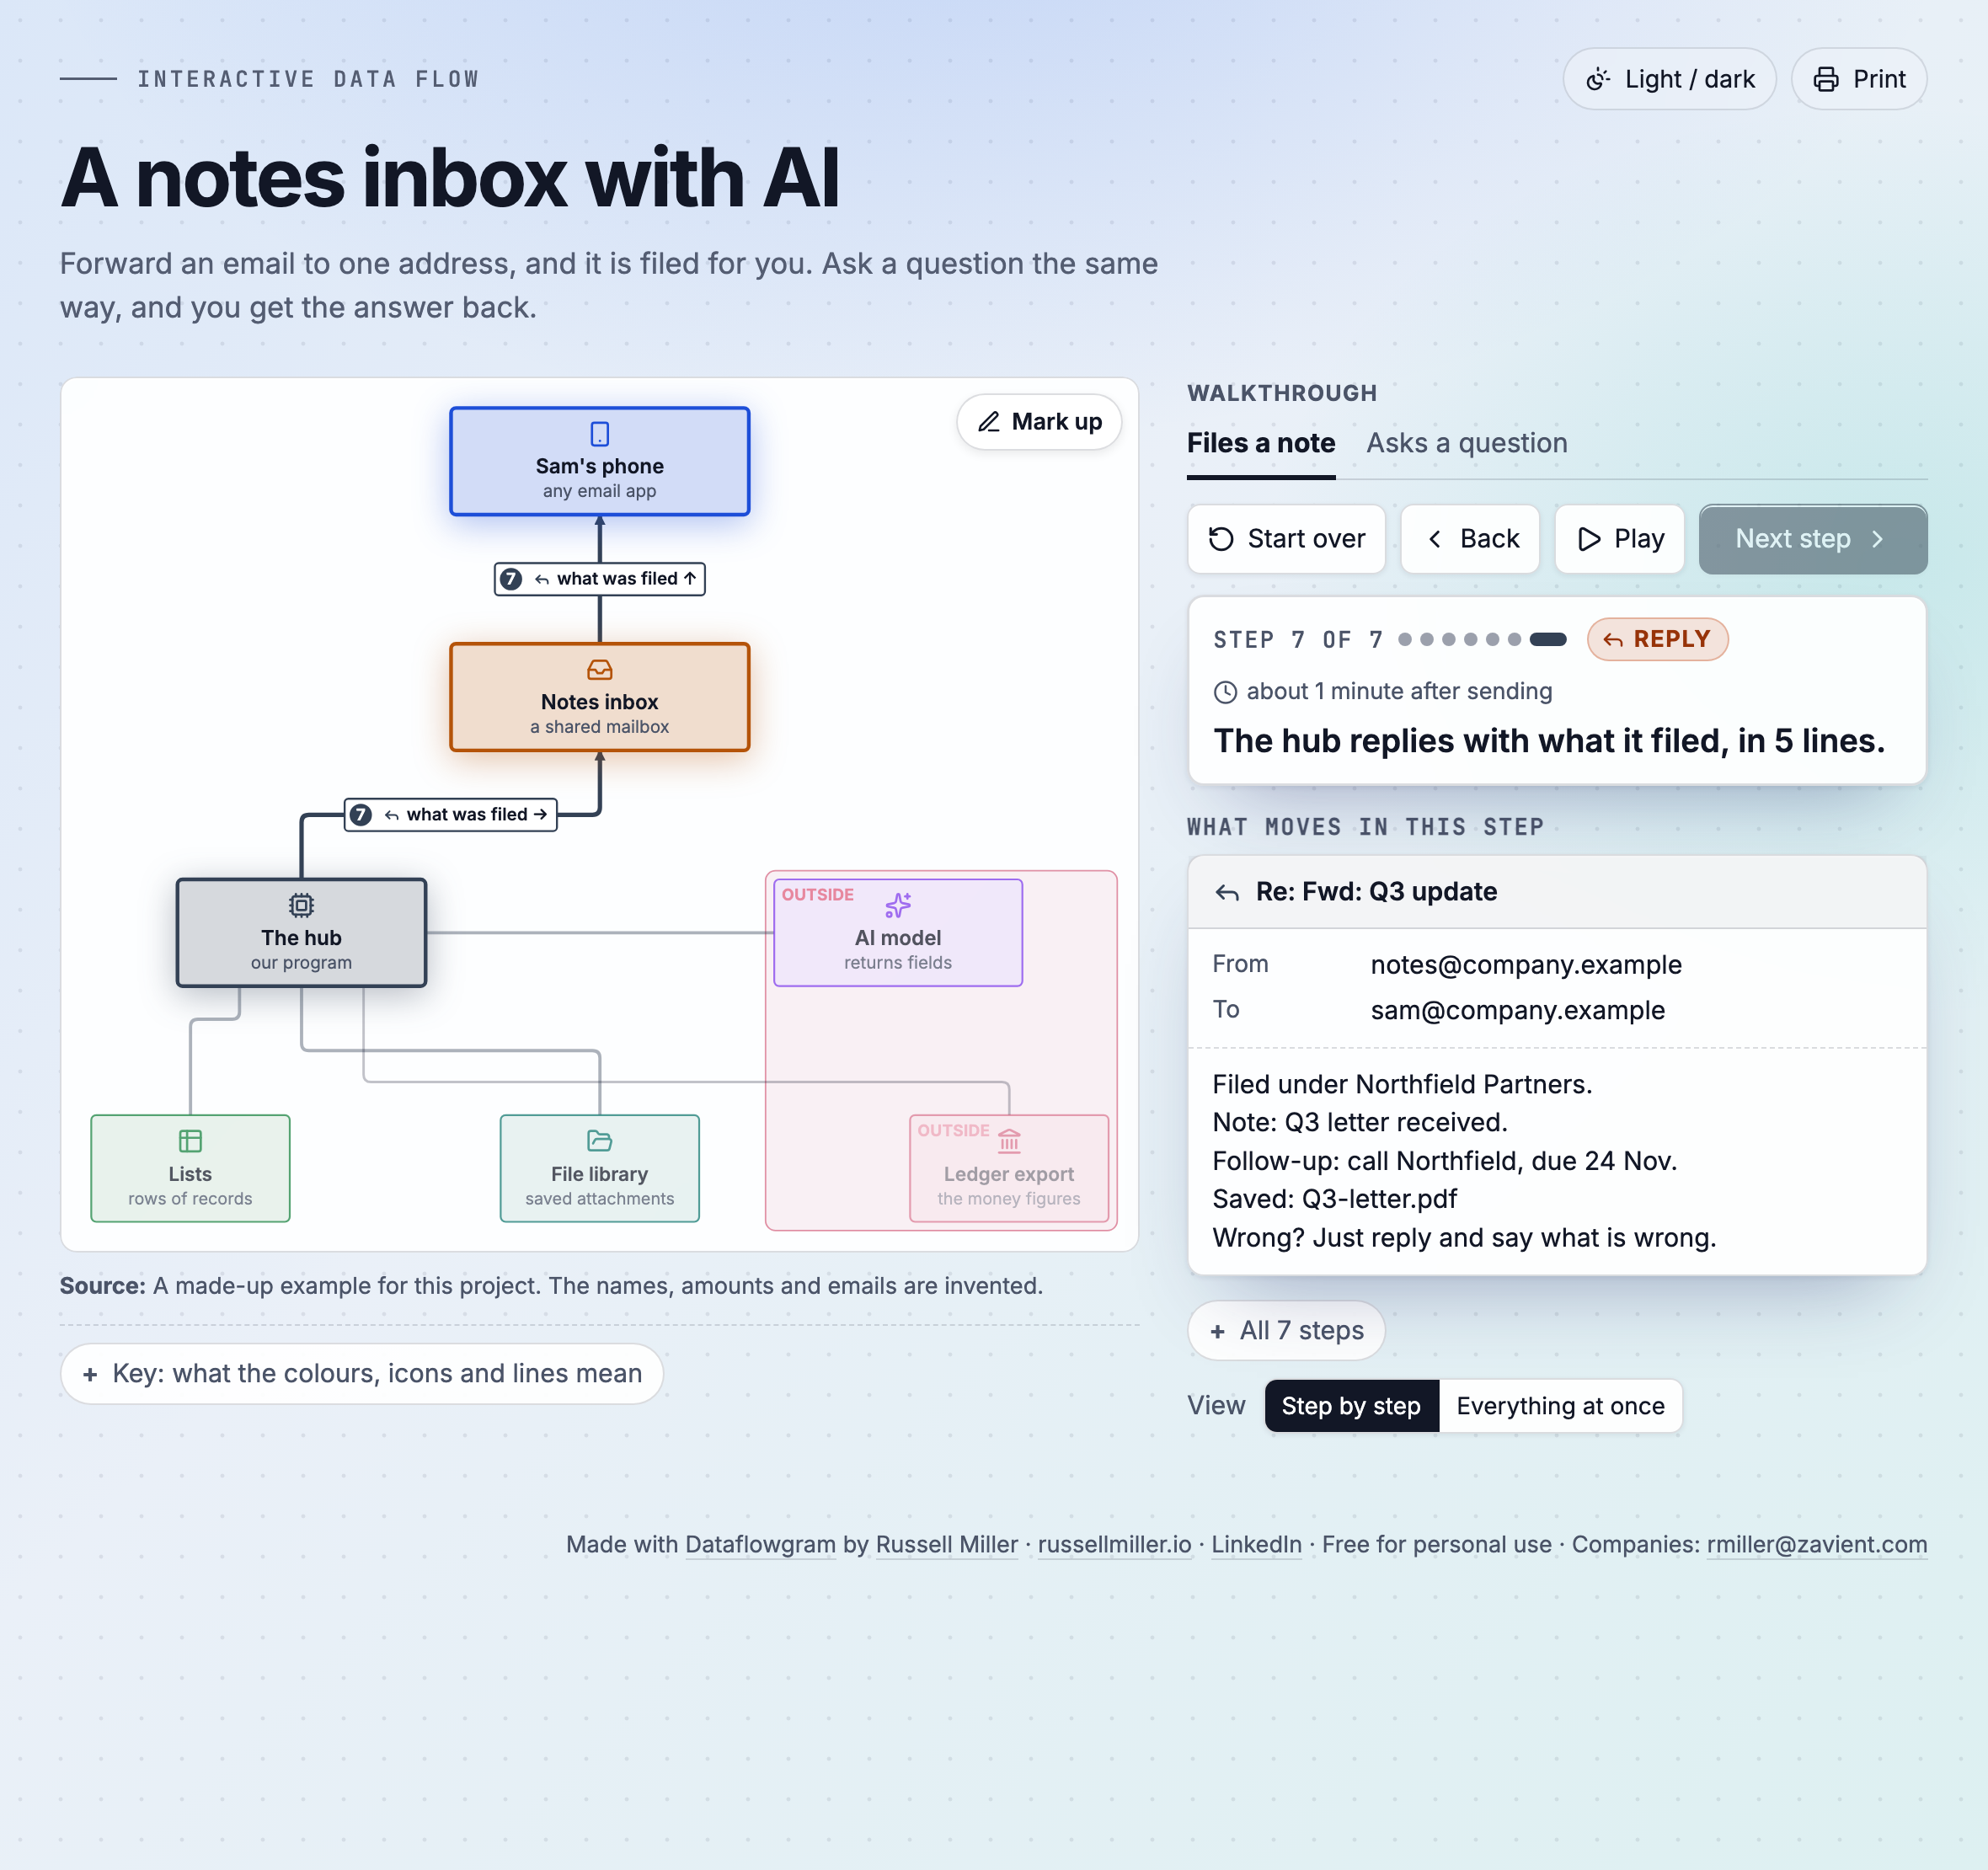 INTERACTIVE DATA FLOW
Light / dark
Print
A notes inbox with AI
Forward an email to one address, and it is filed for you. Ask a question the same
way, and you get the answer back.
Mark up
Sam's phone
any email app
7 what was filed ↑
Notes inbox
a shared mailbox
7 what was filed →
The hub
our program
OUTSIDE
AI model
returns fields
Lists
rows of records
File library
saved attachments
OUTSIDE
Ledger export
the money figures
Source: A made-up example for this project. The names, amounts and emails are invented.
+ Key: what the colours, icons and lines mean
WALKTHROUGH
Files a note Asks a question
Start over Back Play Next step
STEP 7 OF 7 REPLY
about 1 minute after sending
The hub replies with what it filed, in 5 lines.
WHAT MOVES IN THIS STEP
Re: Fwd: Q3 update
From notes@company.example
To sam@company.example
Filed under Northfield Partners.
Note: Q3 letter received.
Follow-up: call Northfield, due 24 Nov.
Saved: Q3-letter.pdf
Wrong? Just reply and say what is wrong.
+ All 7 steps
View Step by step Everything at once
Made with Dataflowgram by Russell Miller · russellmiller.io · LinkedIn · Free for personal use · Companies: rmiller@zavient.com